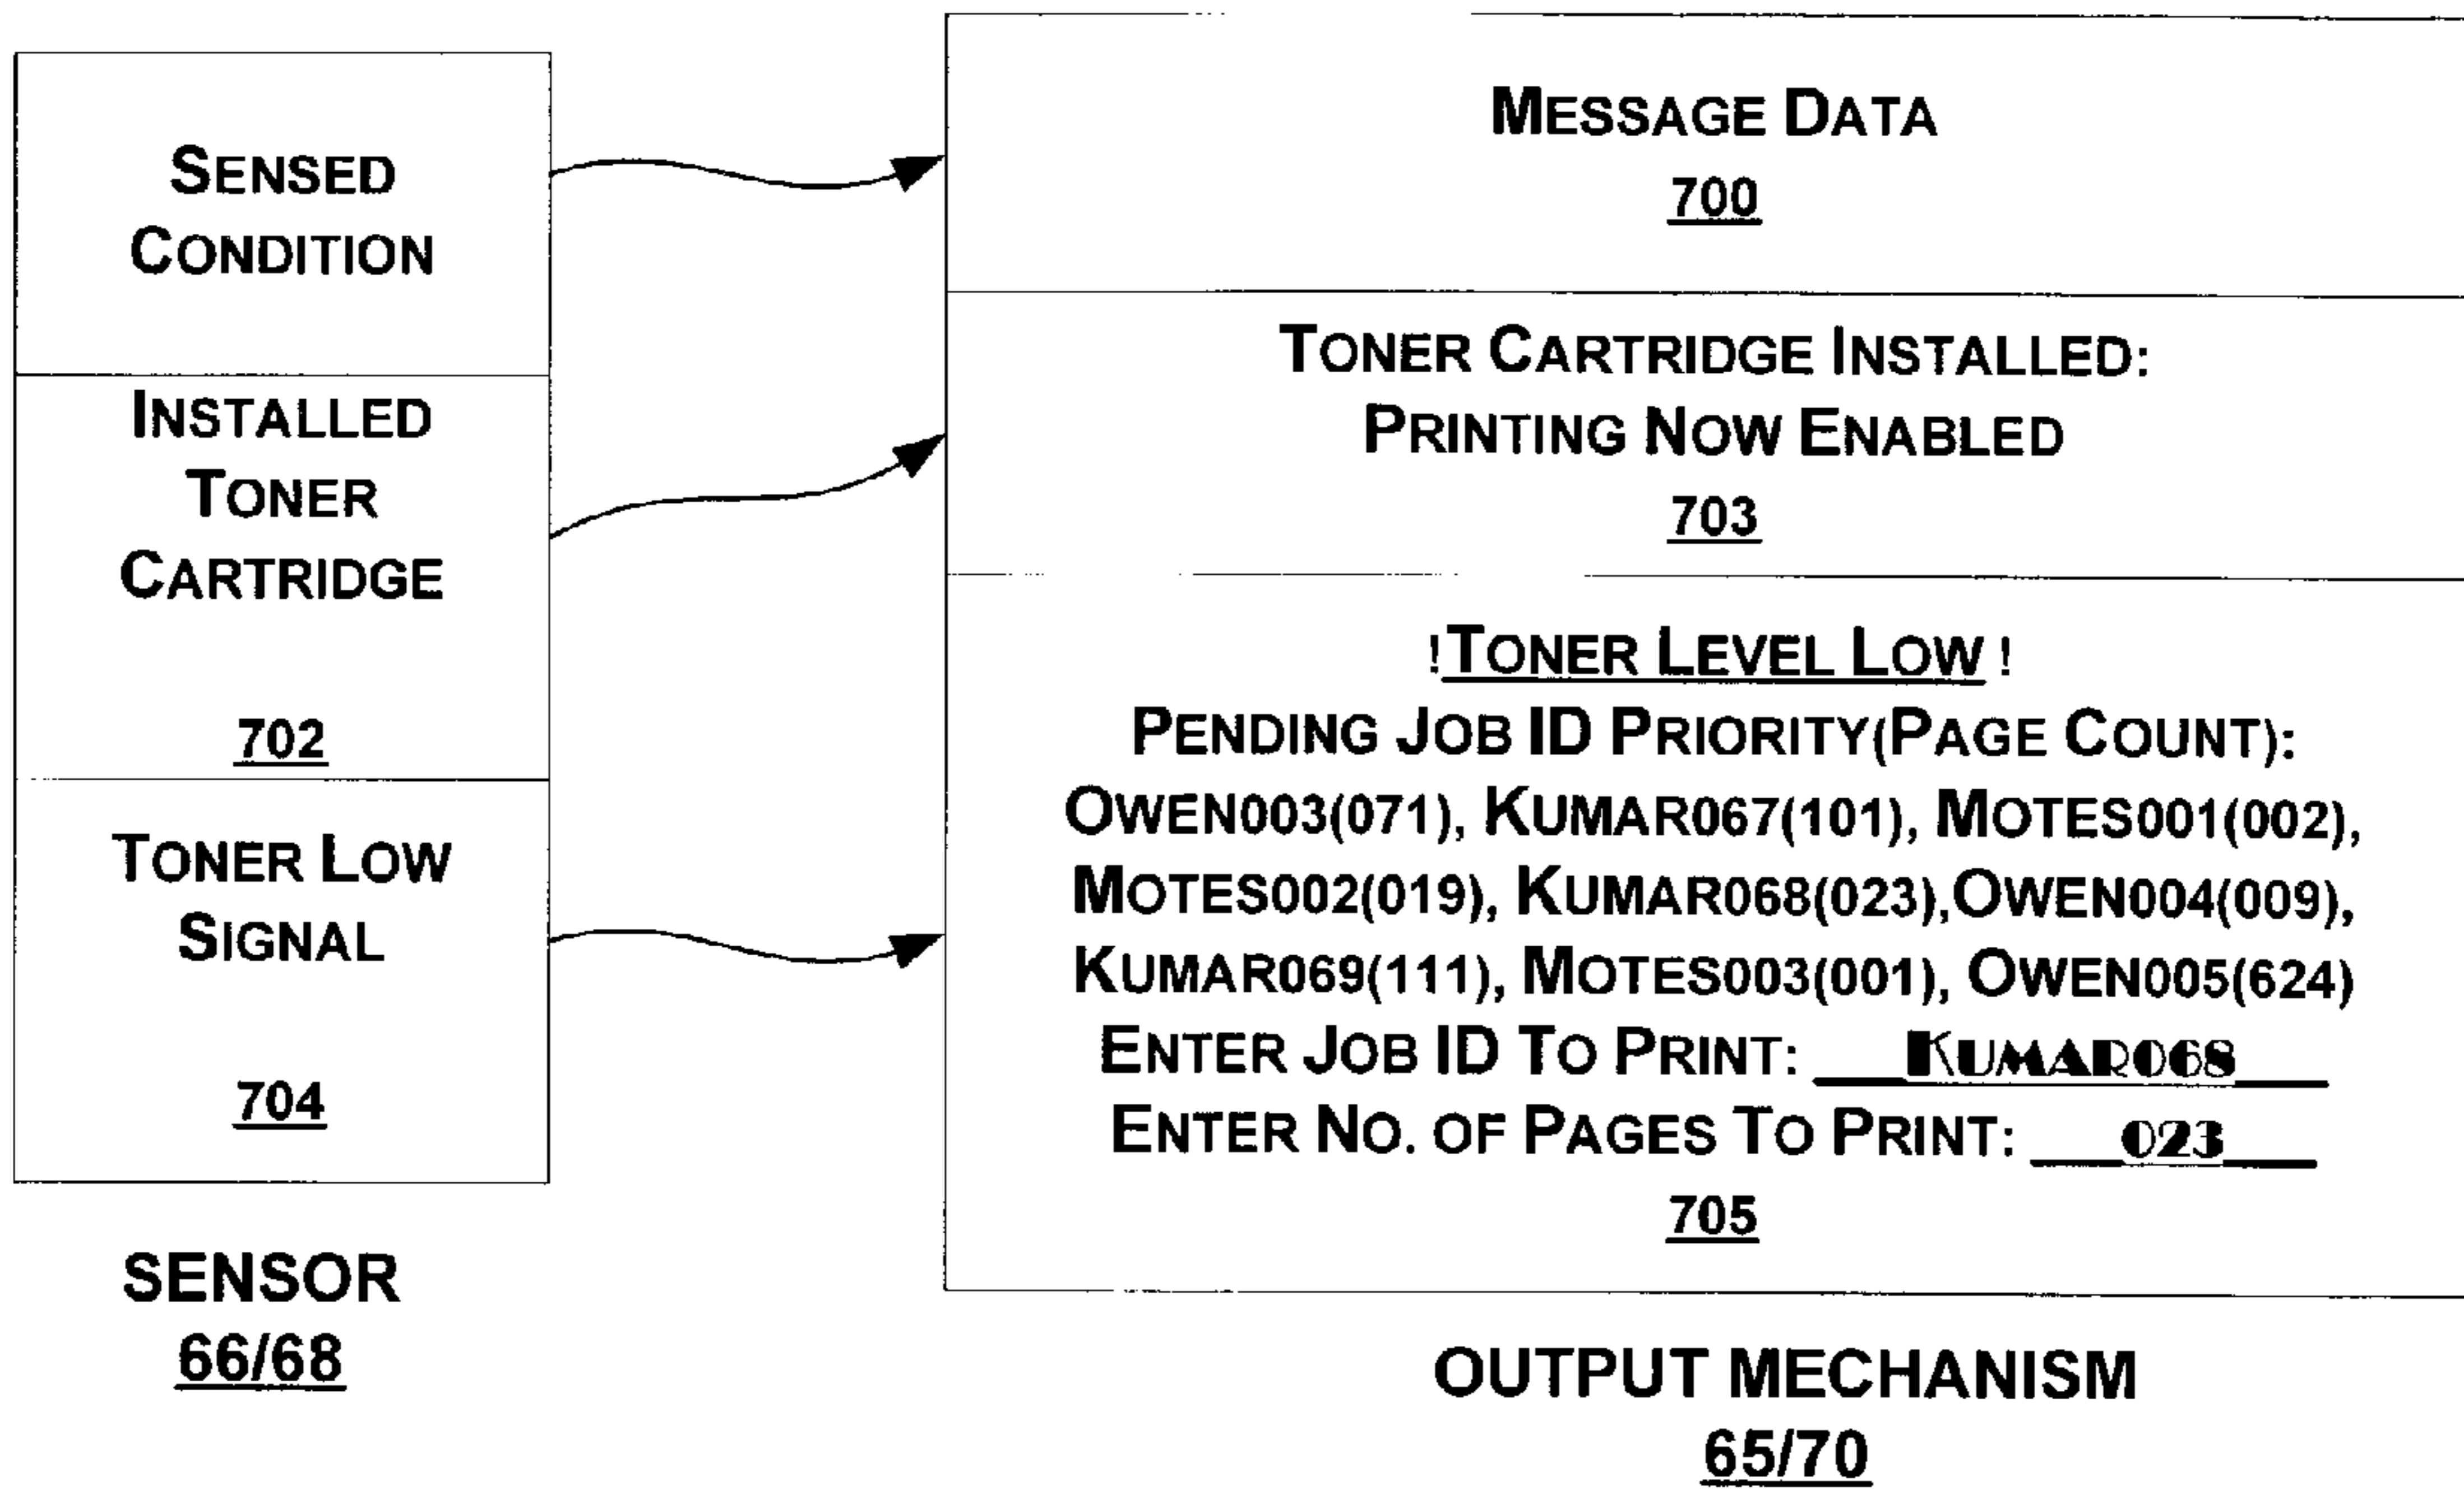 SENSED
CONDITION
INSTALLED
TONER
CARTRIDGE
702
TONER LOW
SIGNAL
704
SENSOR
66/68
MESSAGE DATA
700
TONER CARTRIDGE INSTALLED:
PRINTING NOW ENABLED
703
!TONER LEVEL LOW !
PENDING JOB ID PRIORITY(PAGE COUNT):
OWEN003(071), KUMAR067(101), MOTES001(002),
MOTES002(019), KUMAR068(023),OWEN004(009),
KUMAR069(111), MOTES003(001), OWEN005(624)
ENTER JOB ID TO PRINT: ___KUMAR068___
ENTER NO. OF PAGES TO PRINT: ___023___
705
OUTPUT MECHANISM
65/70